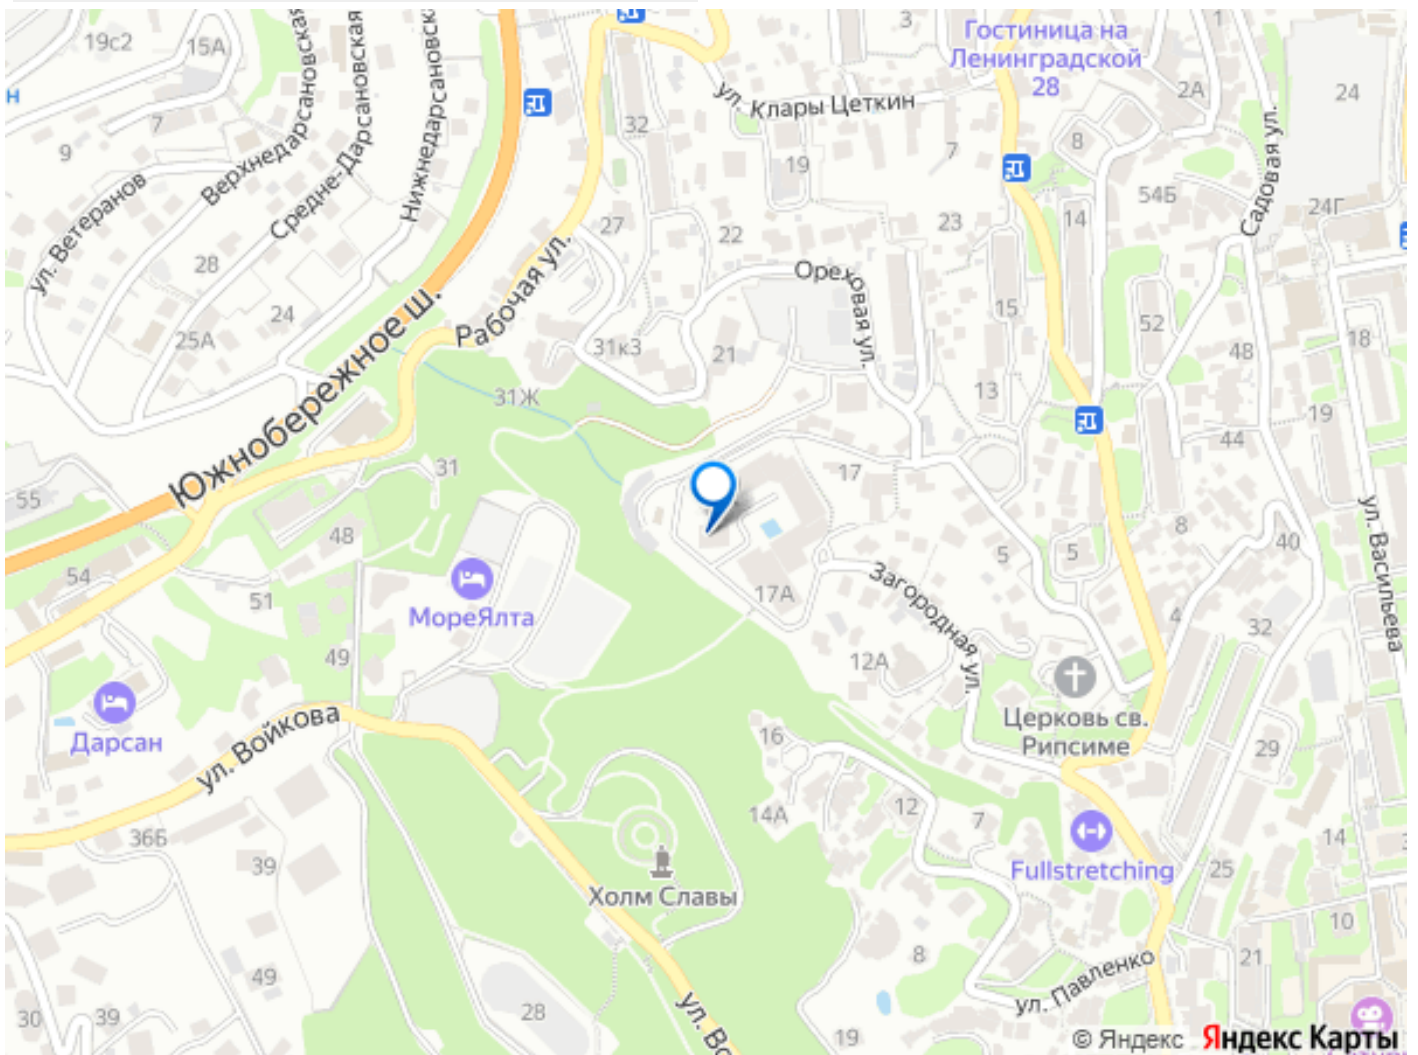 19с2
15А
Верхнедарсановская
Средне-Дарсановская
Нижнедарсановская
н
7
9
ул. Ветеранов
28
24
25А
Южнобережное ш.
Рабочая ул.
32
27
ул. Клары Цеткин
3
Гостиница на
Ленинградской
28
1
2А
24
8
7
19
Садовая ул.
54Б
24Г
23
14
22
Ореховая ул.
15
31к3
21
52
18
48
13
31Ж
19
44
31
17
55
48
ул. Васильева
8
40
5
5
54
51
МореЯлта
17А
Загородная ул.
4
32
12А
49
Церковь св.
Рипсиме
Дарсан
ул. Войкова
16
29
14А
12
7
36Б
14
39
Fullstretching
25
Холм Славы
10
8
21
49
ул. Павленко
28
30
39
19
ул. Во
© Яндекс
Яндекс Карты